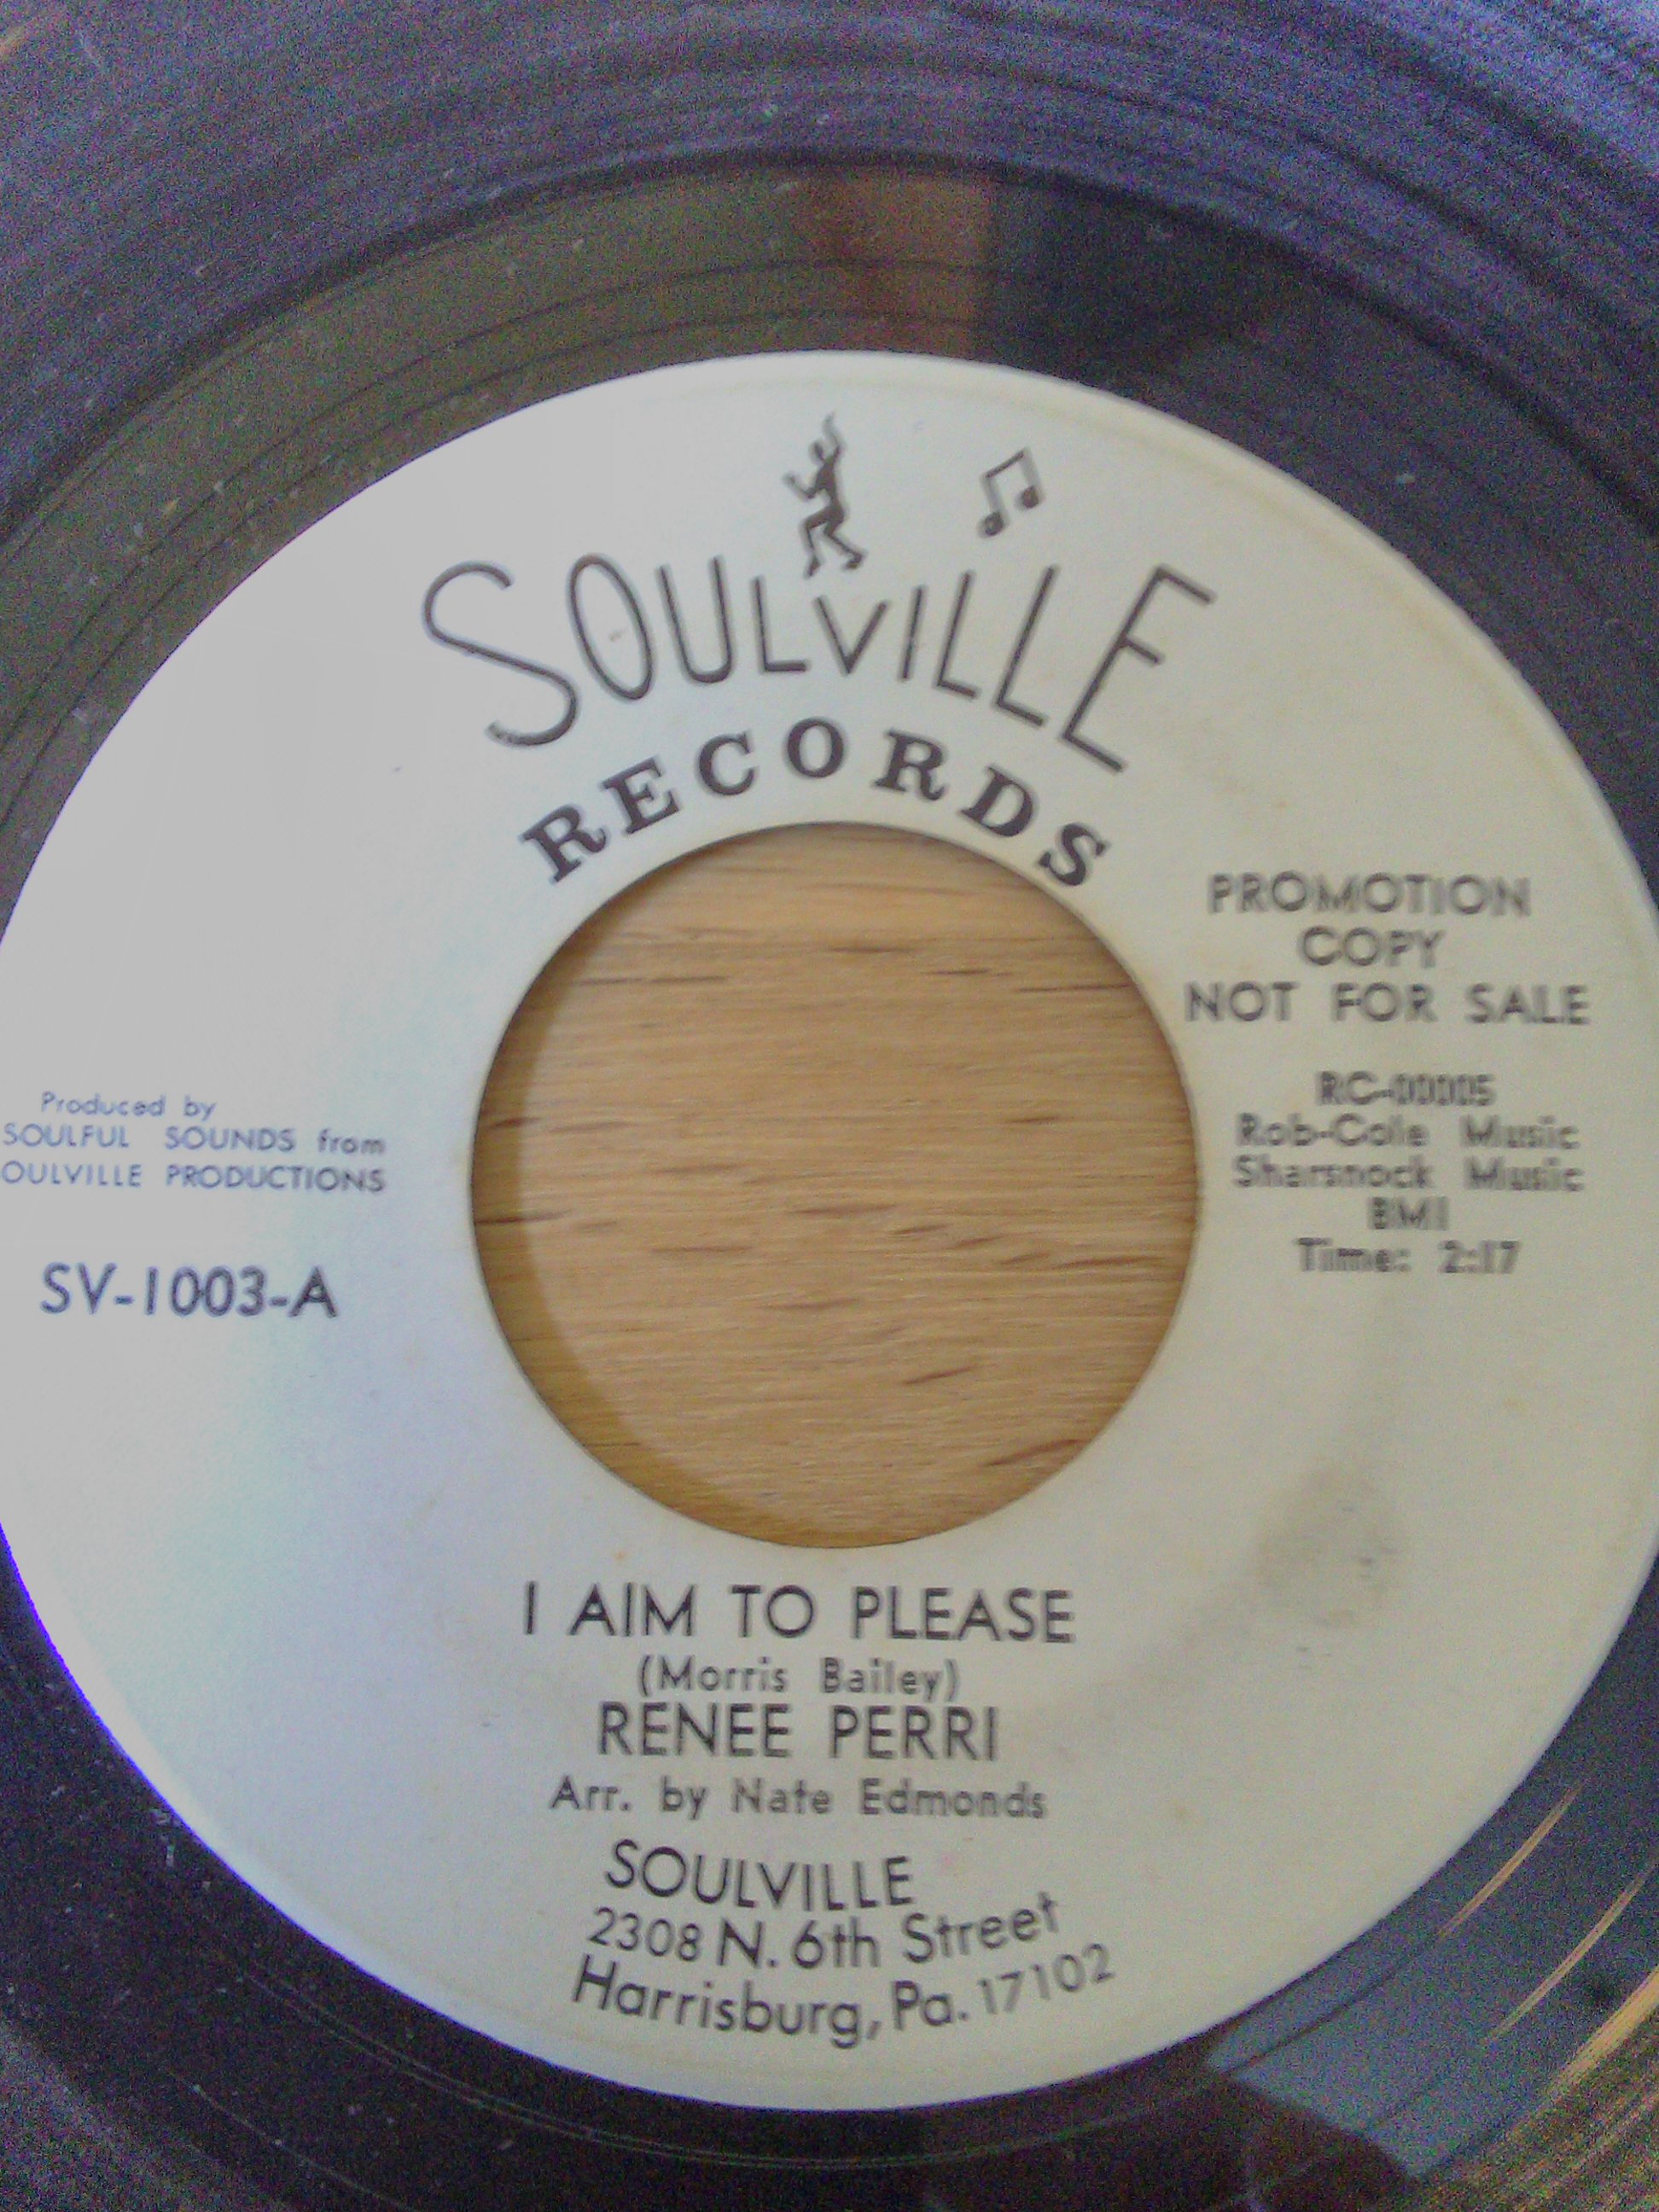 SOULVILLE
RECORDS
PROMOTION
COPY
NOT FOR SALE
RC-00005
Rob-Cole Music
Sharsnock Music
BMI
Time: 2:17
Produced by
SOULFUL SOUNDS from
OULVILLE PRODUCTIONS
SV-1003-A
I AIM TO PLEASE
(Morris Bailey)
RENEE PERRI
Arr. by Nate Edmonds
SOULVILLE
2308 N. 6th Street
Harrisburg, Pa. 17102